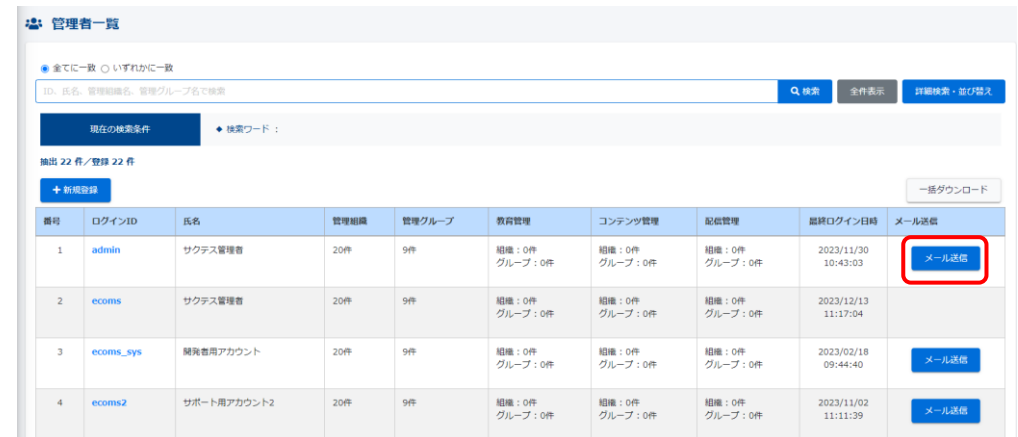 管理者一覧
全てに一致 いずれかに一致
ID、氏名、管理組織名、管理グループ名で検索 検索 全件表示 詳細検索・並び替え
現在の検索条件 ◆ 検索ワード :
抽出 22 件/登録 22 件
+ 新規登録 一括ダウンロード
番号 ログインID 氏名 管理組織 管理グループ 教育管理 コンテンツ管理 配信管理 最終ログイン日時 メール送信
1 admin サクテス管理者 20件 9件 組織:0件 組織:0件 組織:0件 2023/11/30 メール送信
グループ:0件 グループ:0件 グループ:0件 10:43:03
2 ecoms サクテス管理者 20件 9件 組織:0件 組織:0件 組織:0件 2023/12/13
グループ:0件 グループ:0件 グループ:0件 11:17:04
3 ecoms_sys 開発者用アカウント 20件 9件 組織:0件 組織:0件 組織:0件 2023/02/18 メール送信
グループ:0件 グループ:0件 グループ:0件 09:44:40
4 ecoms2 サポート用アカウント2 20件 9件 組織:0件 組織:0件 組織:0件 2023/11/02 メール送信
グループ:0件 グループ:0件 グループ:0件 11:11:39